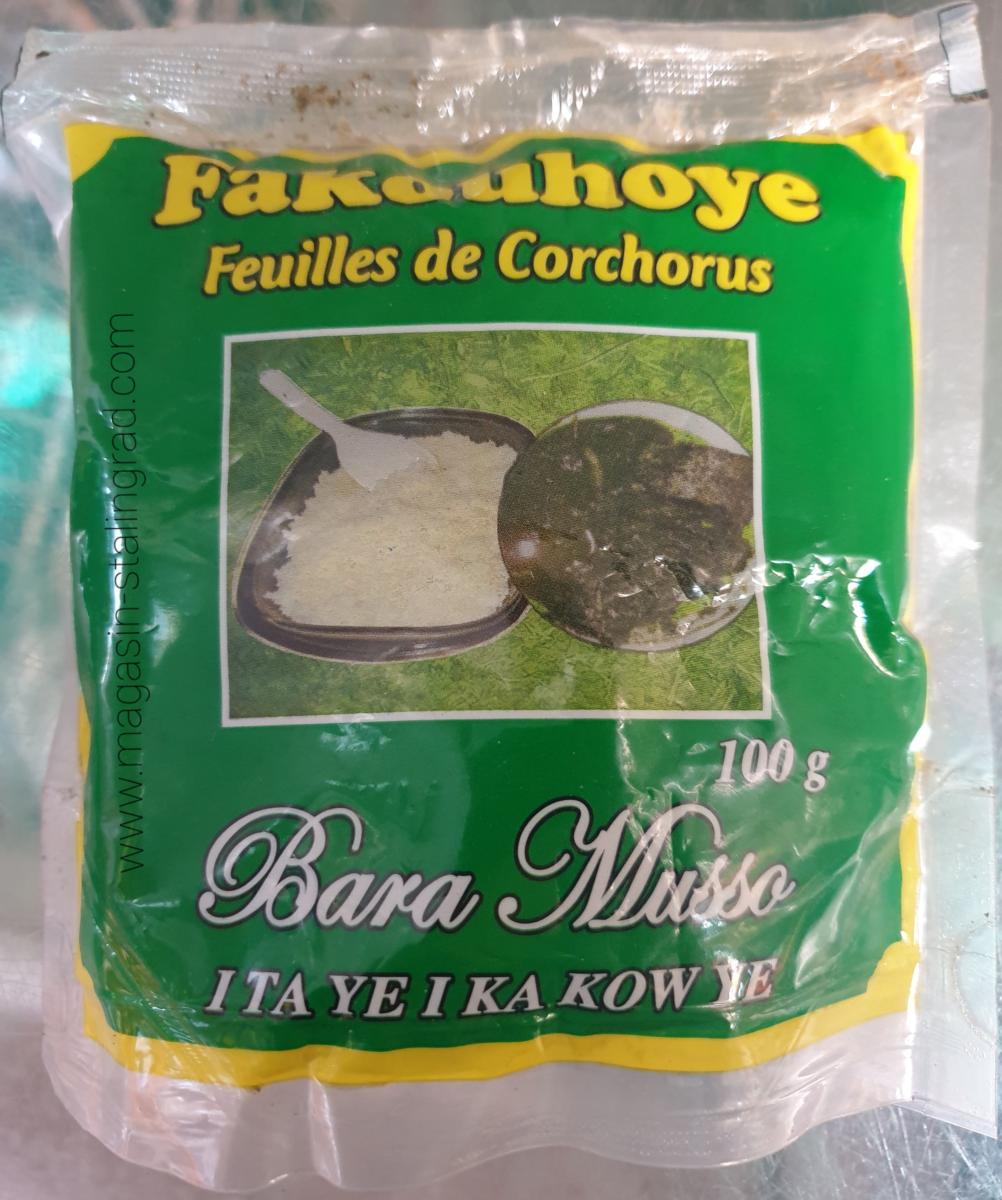 Fakouhoye
Feuilles de Corchorus
www.magasin-stalingrad.com
100 g
Bara Musso
I TA YE I KA KOW YE